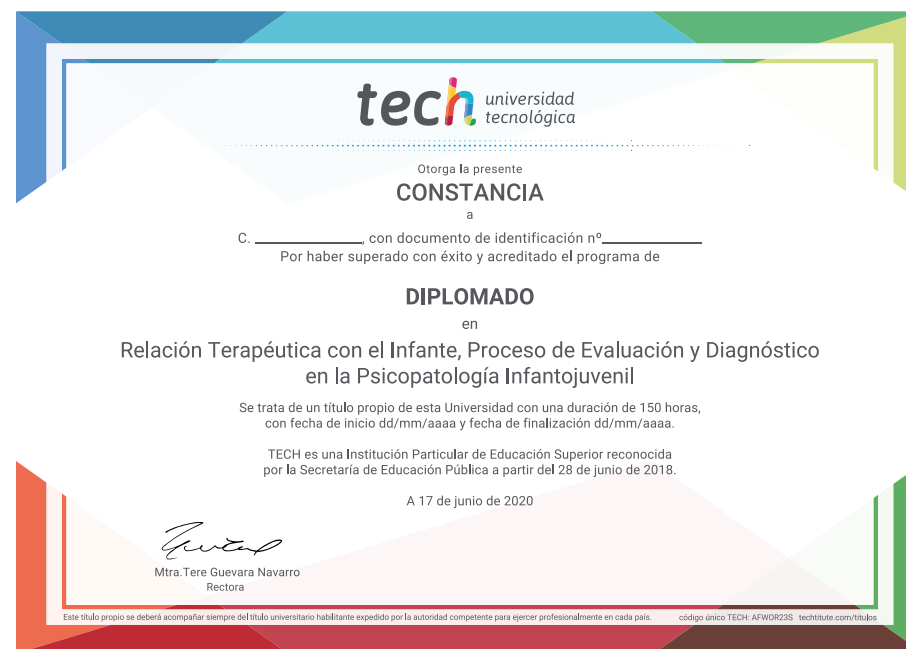 tech universidad
tecnológica
Otorga la presente
CONSTANCIA
a
C. ____________, con documento de identificación nº____________
Por haber superado con éxito y acreditado el programa de
DIPLOMADO
en
Relación Terapéutica con el Infante, Proceso de Evaluación y Diagnóstico
en la Psicopatología Infantojuvenil
Se trata de un título propio de esta Universidad con una duración de 150 horas,
con fecha de inicio dd/mm/aaaa y fecha de finalización dd/mm/aaaa.
TECH es una Institución Particular de Educación Superior reconocida
por la Secretaría de Educación Pública a partir del 28 de junio de 2018.
A 17 de junio de 2020
Mtra.Tere Guevara Navarro
Rectora
Este título propio se deberá acompañar siempre del título universitario habilitante expedido por la autoridad competente para ejercer profesionalmente en cada país. código único TECH: AFWOR23S techtitute.com/titulos